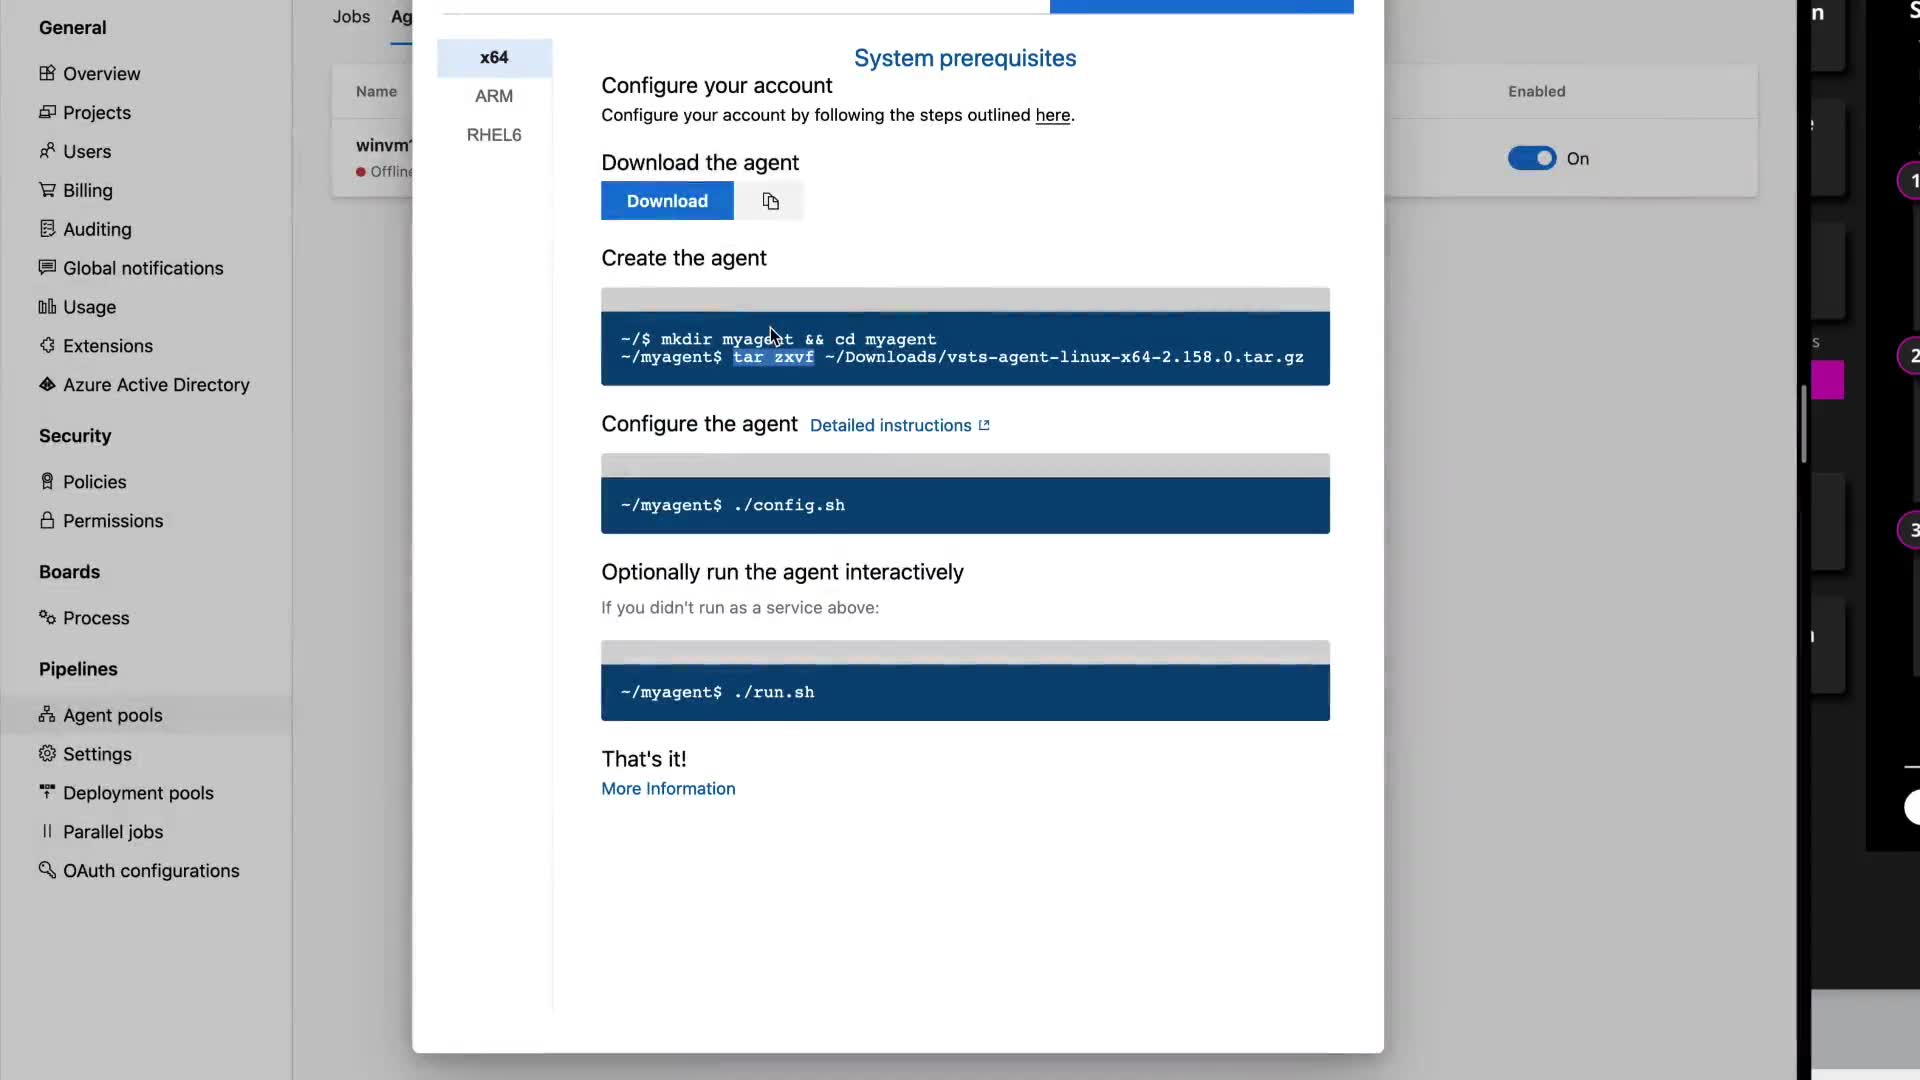 General
Overview
Projects
Users
Billing
Auditing
Global notifications
Usage
Extensions
Azure Active Directory
Security
Policies
Permissions
Boards
Process
Pipelines
Agent pools
Settings
Deployment pools
Parallel jobs
OAuth configurations
Jobs Ag
Name
winvm
Offline
Enabled
On
x64
ARM
RHEL6
System prerequisites
Configure your account
Configure your account by following the steps outlined here.
Download the agent
Download
Create the agent
~/$ mkdir myagent && cd myagent
~/myagent$ tar zxvf ~/Downloads/vsts-agent-linux-x64-2.158.0.tar.gz
Configure the agent Detailed instructions
~/myagent$ ./config.sh
Optionally run the agent interactively
If you didn't run as a service above:
~/myagent$ ./run.sh
That's it!
More Information
n
S
1
s
2
3